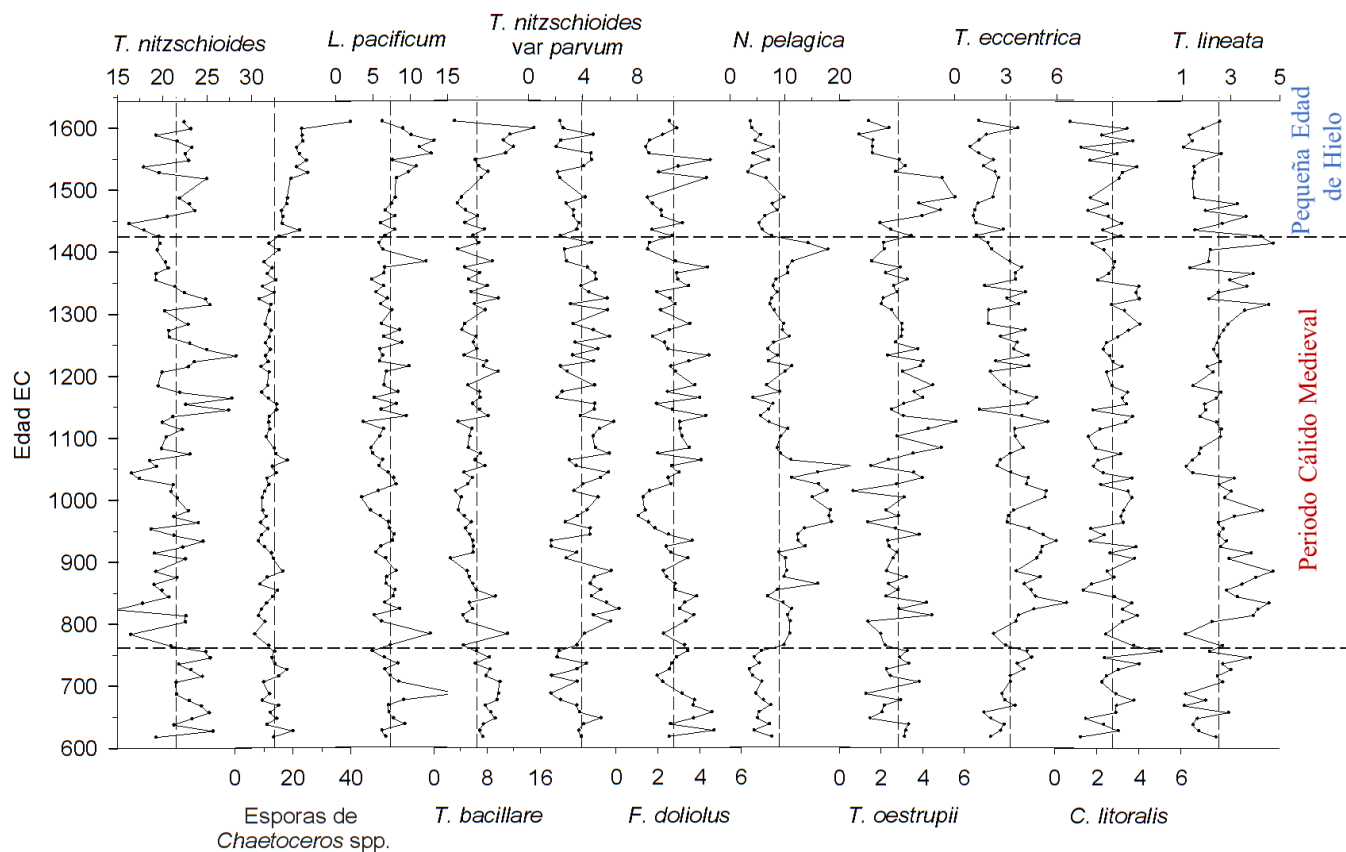 T. nitzschioides
L. pacificum
T. nitzschioides
var parvum
N. pelagica
T. eccentrica
T. lineata
15 20 25 30
0 5 10 15
0 4 8
0 10 20
0 3 6
1 3 5
Edad EC
1600
1500
1400
1300
1200
1100
1000
900
800
700
600
Pequeña Edad
de Hielo
Periodo Cálido Medieval
0 20 40
0 8 16
0 2 4 6
0 2 4 6
0 2 4 6
Esporas de
Chaetoceros spp.
T. bacillare
F. doliolus
T. oestrupii
C. litoralis